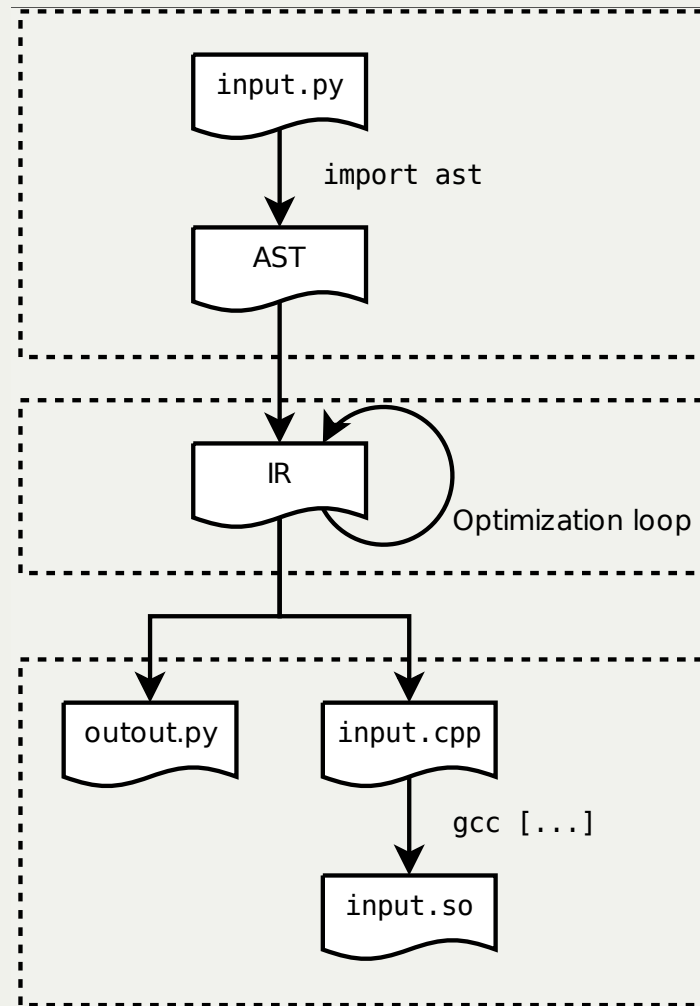 input.py
import ast
AST
IR
Optimization loop
outout.py
input.cpp
gcc [...]
input.so